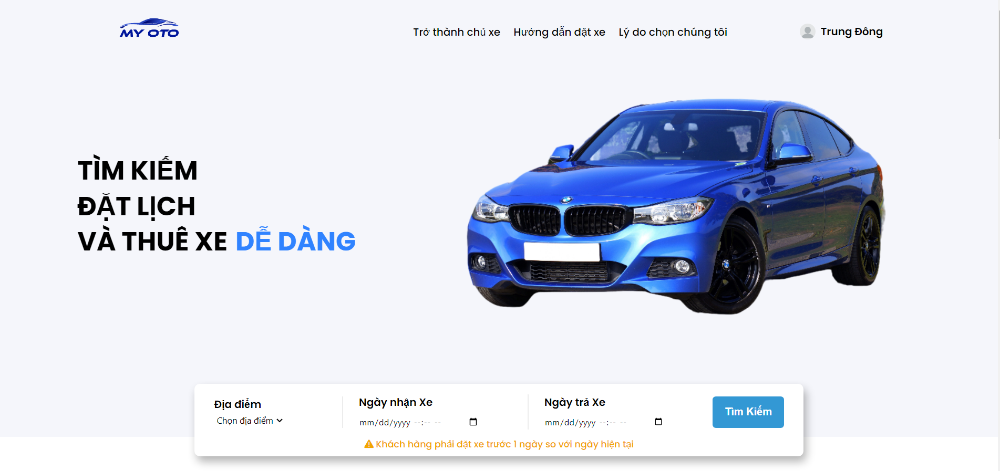 MY OTO
Trở thành chủ xe Hướng dẫn đặt xe Lý do chọn chúng tôi Trung Đông
TÌM KIẾM
ĐẶT LỊCH
VÀ THUÊ XE DỄ DÀNG
Địa điểm
Chọn địa điểm
Ngày nhận Xe
mm/dd/yyyy --:-- --
Ngày trả Xe
mm/dd/yyyy --:-- --
Tìm Kiếm
Khách hàng phải đặt xe trước 1 ngày so với ngày hiện tại